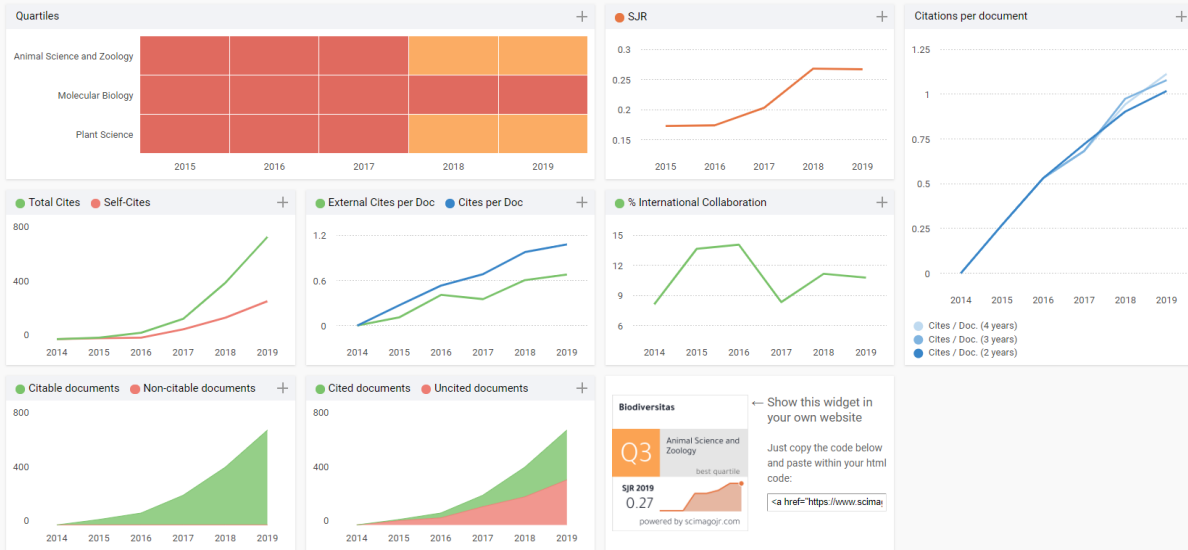 Quartiles
Animal Science and Zoology
Molecular Biology
Plant Science
2015 2016 2017 2018 2019
SJR
0.3
0.25
0.2
0.15
2015 2016 2017 2018 2019
Citations per document
1.25
1
0.75
0.5
0.25
0
2014 2015 2016 2017 2018 2019
Cites / Doc. (4 years)
Cites / Doc. (3 years)
Cites / Doc. (2 years)
Total Cites Self-Cites
800
400
0
2014 2015 2016 2017 2018 2019
External Cites per Doc Cites per Doc
1.2
0.6
0
2014 2015 2016 2017 2018 2019
% International Collaboration
15
12
9
6
2014 2015 2016 2017 2018 2019
Citable documents Non-citable documents
800
400
0
2014 2015 2016 2017 2018 2019
Cited documents Uncited documents
800
400
0
2014 2015 2016 2017 2018 2019
Biodiversitas
Q3
Animal Science and
Zoology
best quartile
SJR 2019
0.27
powered by scimagojr.com
← Show this widget in
your own website
Just copy the code below
and paste within your html
code:
<a href="https://www.scimag